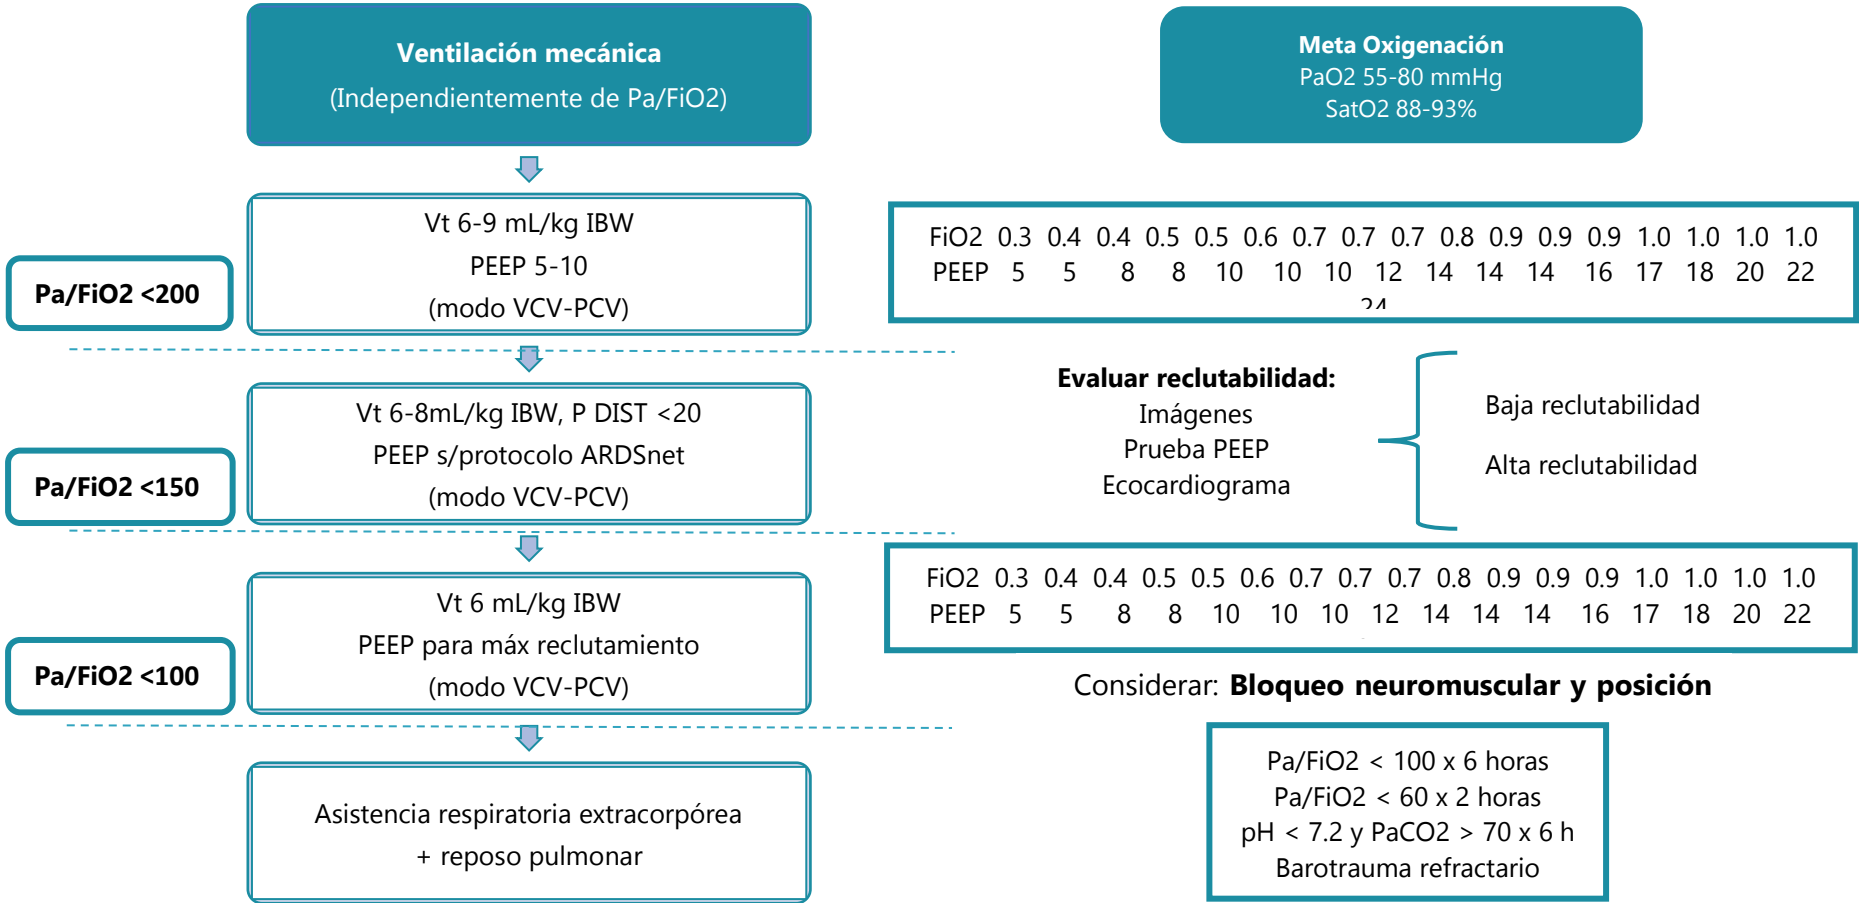 Ventilación mecánica
(Independientemente de Pa/FiO2)
Meta Oxigenación
PaO2 55-80 mmHg
SatO2 88-93%
Vt 6-9 mL/kg IBW
PEEP 5-10
(modo VCV-PCV)
Pa/FiO2 <200
FiO2 0.3 0.4 0.4 0.5 0.5 0.6 0.7 0.7 0.7 0.8 0.9 0.9 0.9 1.0 1.0 1.0 1.0
PEEP 5 5 8 8 10 10 10 12 14 14 14 16 17 18 20 22
24
Vt 6-8mL/kg IBW, P DIST <20
PEEP s/protocolo ARDSnet
(modo VCV-PCV)
Pa/FiO2 <150
Evaluar reclutabilidad:
Imágenes
Prueba PEEP
Ecocardiograma
Baja reclutabilidad
Alta reclutabilidad
Vt 6 mL/kg IBW
PEEP para máx reclutamiento
(modo VCV-PCV)
Pa/FiO2 <100
FiO2 0.3 0.4 0.4 0.5 0.5 0.6 0.7 0.7 0.7 0.8 0.9 0.9 0.9 1.0 1.0 1.0 1.0
PEEP 5 5 8 8 10 10 10 12 14 14 14 16 17 18 20 22
Considerar: Bloqueo neuromuscular y posición
Asistencia respiratoria extracorpórea
+ reposo pulmonar
Pa/FiO2 < 100 x 6 horas
Pa/FiO2 < 60 x 2 horas
pH < 7.2 y PaCO2 > 70 x 6 h
Barotrauma refractario